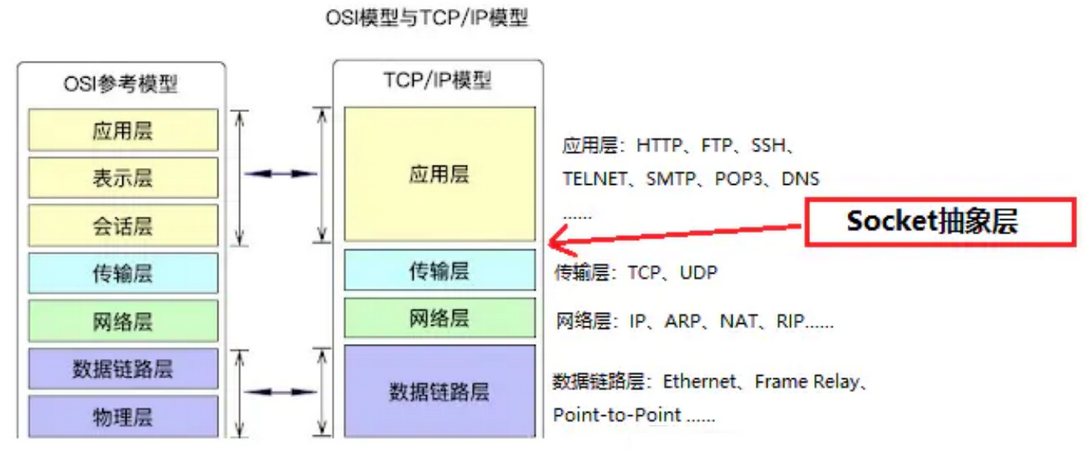 OSI模型与TCP/IP模型
OSI参考模型
应用层
表示层
会话层
传输层
网络层
数据链路层
物理层
TCP/IP模型
应用层
传输层
网络层
数据链路层
应用层：HTTP、FTP、SSH、
TELNET、SMTP、POP3、DNS
......
Socket抽象层
传输层：TCP、UDP
网络层：IP、ARP、NAT、RIP......
数据链路层：Ethernet、Frame Relay、
Point-to-Point ......